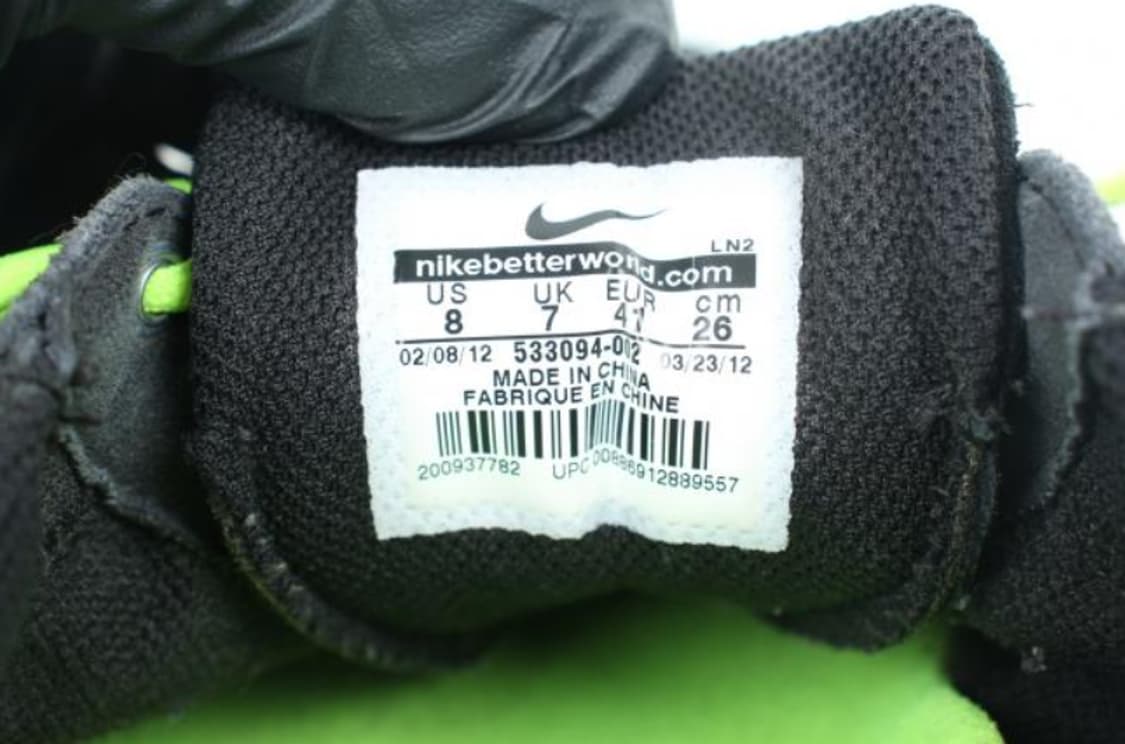 LN2
nikebetterworld.com
US UK EUR cm
8 7 41 26
02/08/12 533094-002 03/23/12
MADE IN CHINA
FABRIQUE EN CHINE
200937782 UPC 00886912889557